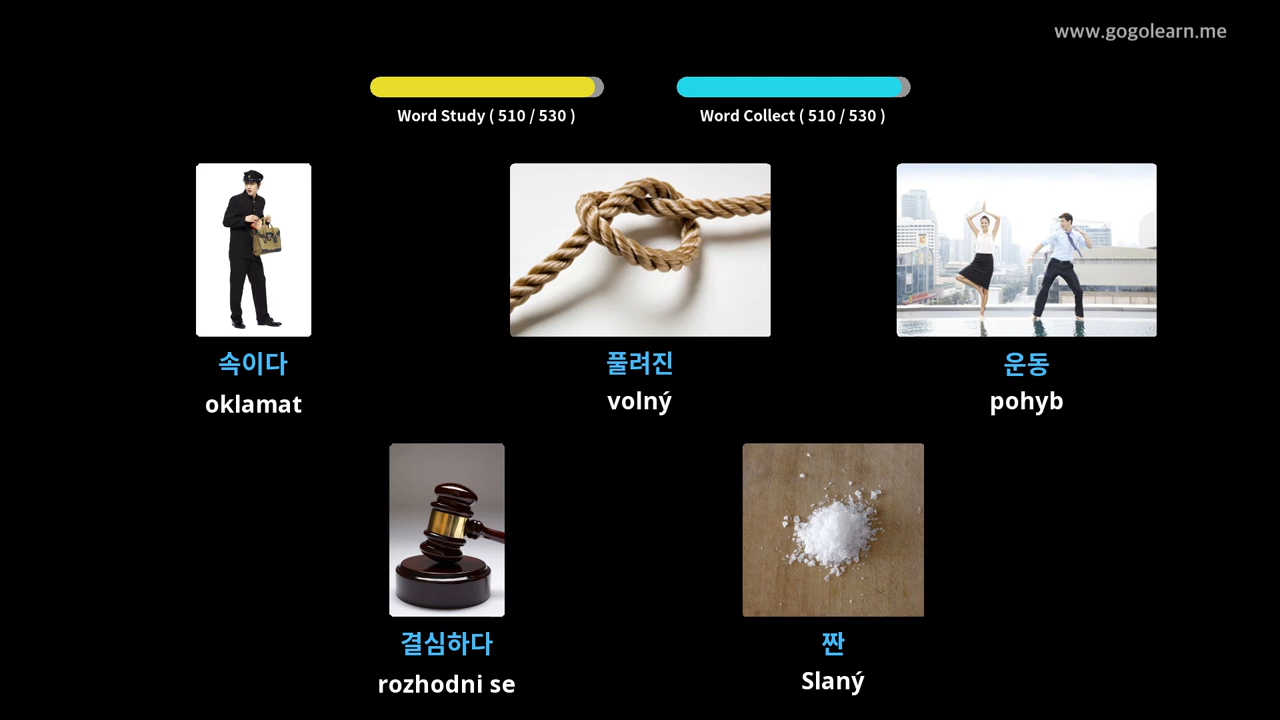 www.gogolearn.me
Word Study ( 510 / 530 )
Word Collect ( 510 / 530 )
속이다
oklamat
풀려진
volný
운동
pohyb
결심하다
rozhodni se
짠
Slaný